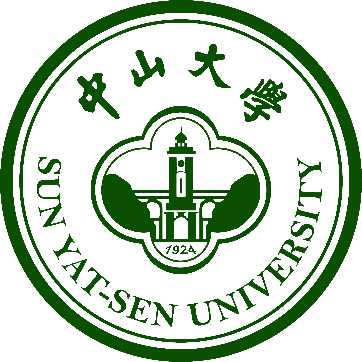 中山大學
1924
SUN YAT-SEN UNIVERSITY